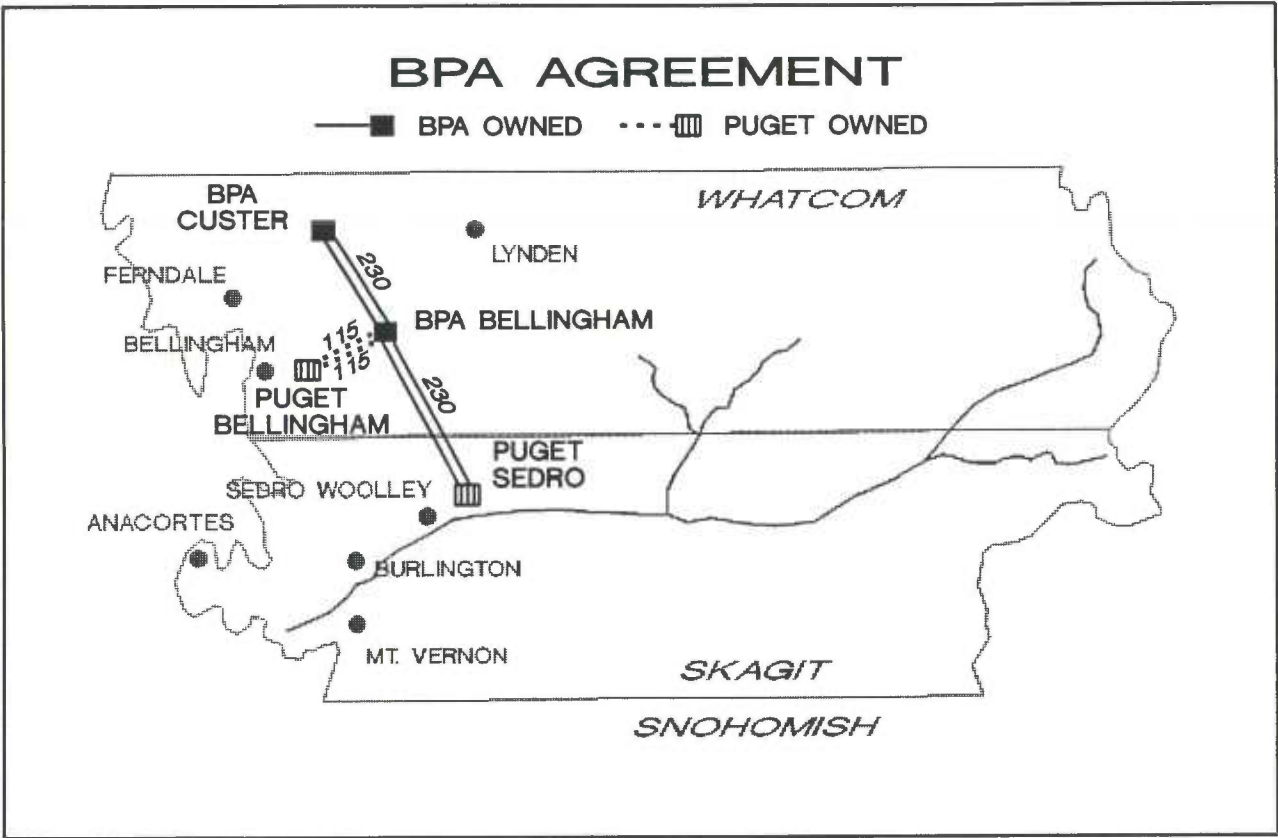 BPA AGREEMENT
BPA OWNED
PUGET OWNED
WHATCOM
BPA
CUSTER
LYNDEN
230
FERNDALE
BPA BELLINGHAM
115
115
BELLINGHAM
230
PUGET
BELLINGHAM
PUGET
SEDRO
SEDRO WOOLLEY
ANACORTES
BURLINGTON
MT. VERNON
SKAGIT
SNOHOMISH